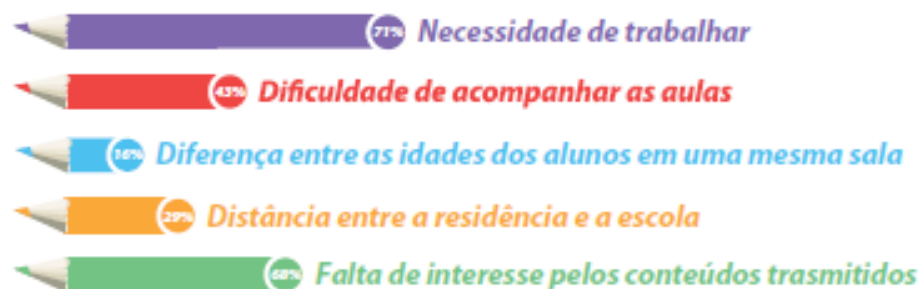 71% Necessidade de trabalhar
43% Dificuldade de acompanhar as aulas
16% Diferença entre as idades dos alunos em uma mesma sala
29% Distância entre a residência e a escola
68% Falta de interesse pelos conteúdos trasmitidos